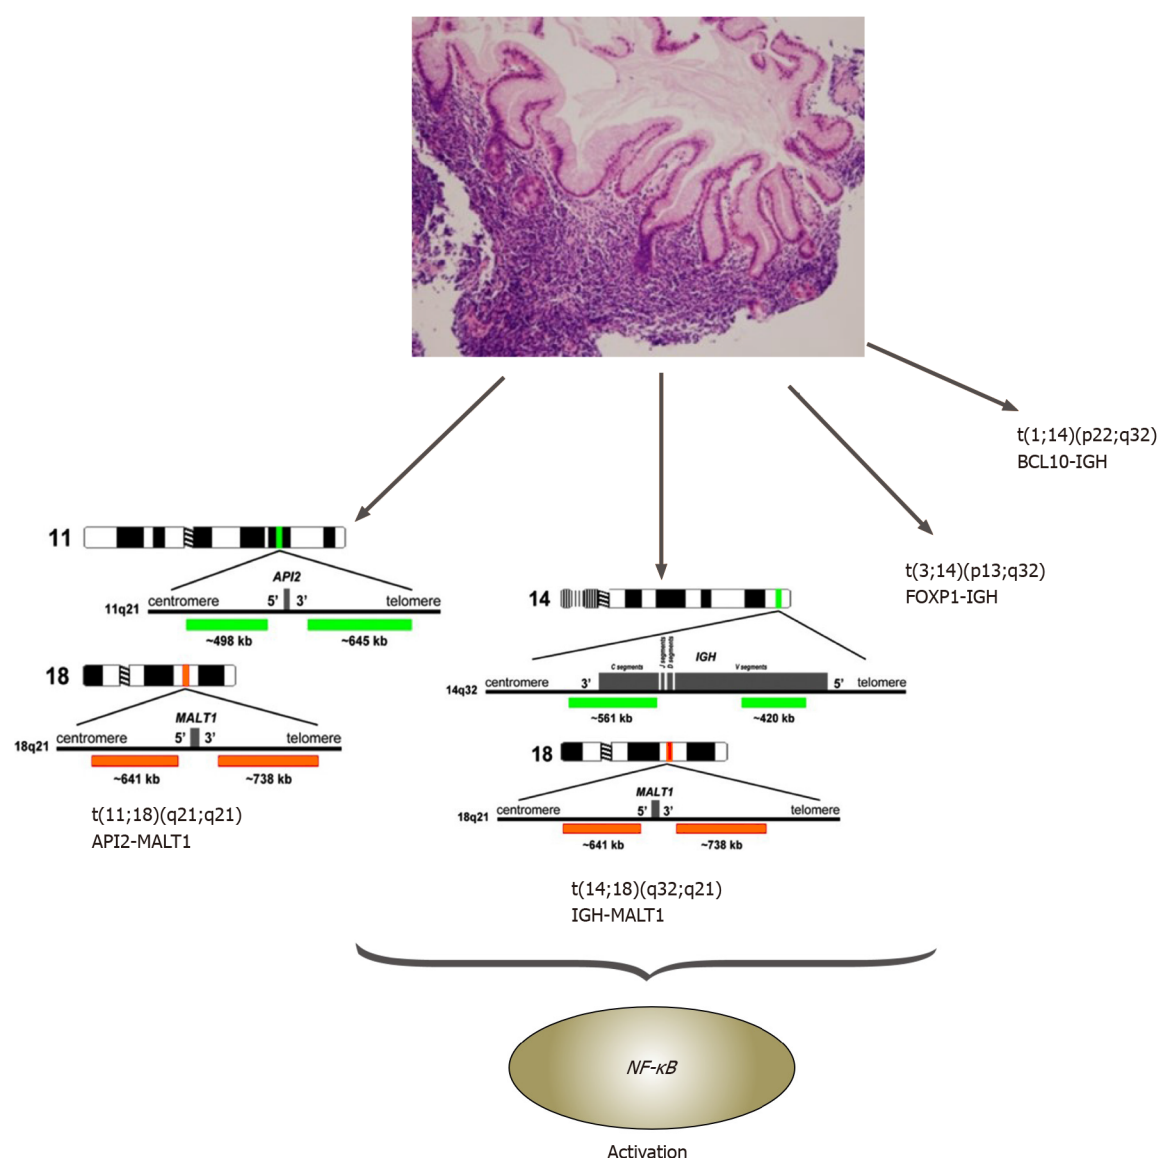 t(1;14)(p22;q32)
BCL10-IGH
t(3;14)(p13;q32)
FOXP1-IGH
11
API2
centromere 5’ 3’ telomere
11q21
~498 kb ~645 kb
18
MALT1
centromere 5’ 3’ telomere
18q21
~641 kb ~738 kb
t(11;18)(q21;q21)
API2-MALT1
14
IGH
C segments J segments D segments V segments
centromere 3’ 5’ telomere
14q32
~561 kb ~420 kb
18
MALT1
centromere 5’ 3’ telomere
18q21
~641 kb ~738 kb
t(14;18)(q32;q21)
IGH-MALT1
NF-κB
Activation